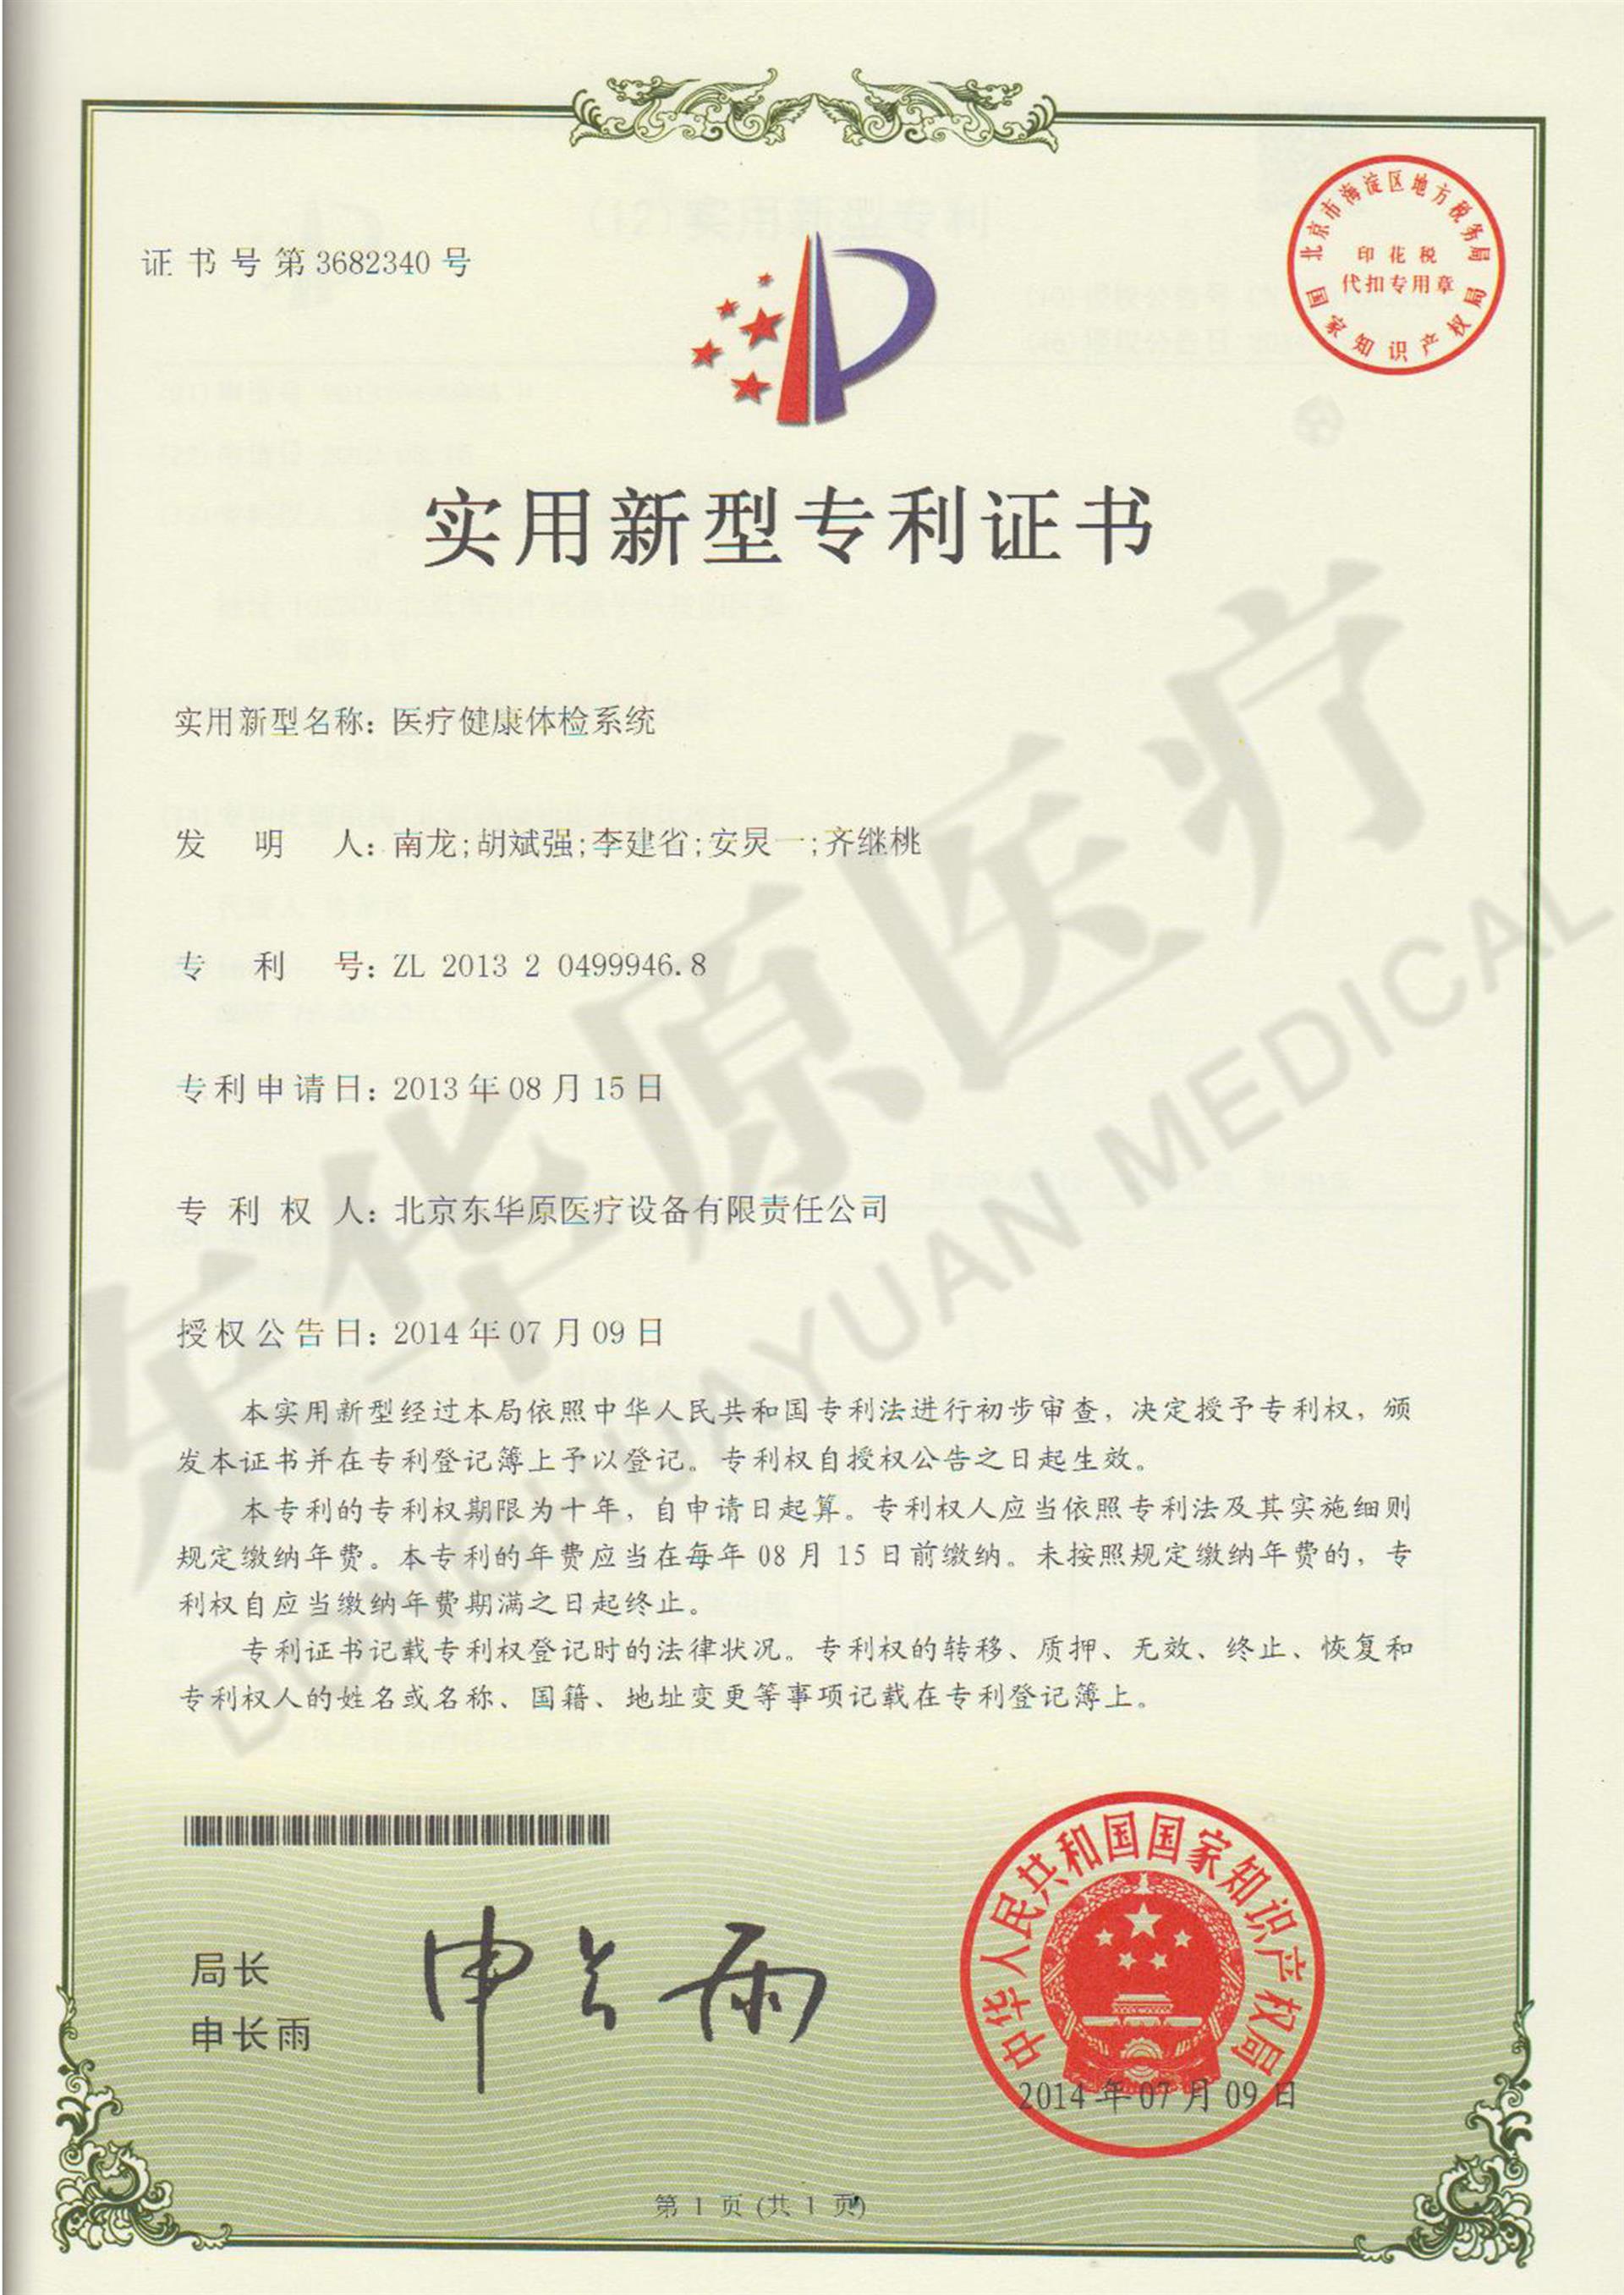 证书号第3682340号
北京市海淀区地方税务局
印花税
代扣专用章
国家知识产权局
实用新型专利证书
实用新型名称：医疗健康体检系统
发明人：南龙;胡斌强;李建省;安炅一;齐继桃
专利号：ZL 2013 2 0499946.8
专利申请日：2013年08月15日
专利权人：北京东华原医疗设备有限责任公司
授权公告日：2014年07月09日
本实用新型经过本局依照中华人民共和国专利法进行初步审查，决定授予专利权，颁
发本证书并在专利登记簿上予以登记。专利权自授权公告之日起生效。
本专利的专利权期限为十年，自申请日起算。专利权人应当依照专利法及其实施细则
规定缴纳年费。本专利的年费应当在每年08月15日前缴纳。未按照规定缴纳年费的，专
利权自应当缴纳年费期满之日起终止。
专利证书记载专利权登记时的法律状况。专利权的转移、质押、无效、终止、恢复和
专利权人的姓名或名称、国籍、地址变更等事项记载在专利登记簿上。
局长
申长雨
申长雨
中华人民共和国国家知识产权局
2014年07月09日
第1页(共1页)
东华原医疗
DONGHUAYUAN MEDICAL